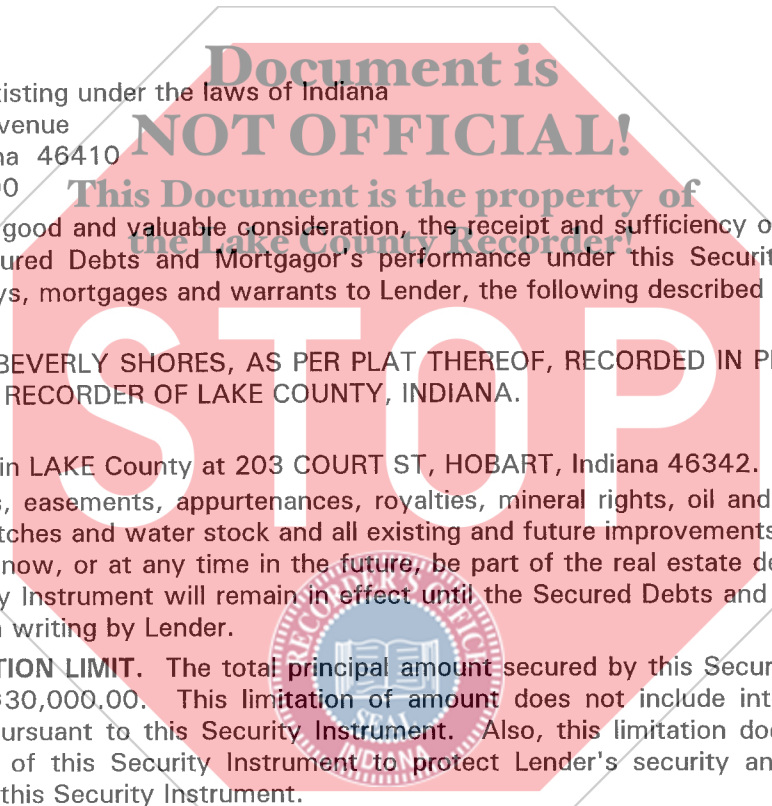 Document is
xisting under the laws of Indiana
venue
NOT OFFICIAL!
na 46410
00
This Document is the property of
good and valuable consideration, the receipt and sufficiency o
the Lake County Recorder!
ured Debts and Mortgagor's performance under this Securit
ys, mortgages and warrants to Lender, the following described
STOP
BEVERLY SHORES, AS PER PLAT THEREOF, RECORDED IN P
RECORDER OF LAKE COUNTY, INDIANA.
in LAKE County at 203 COURT ST, HOBART, Indiana 46342.
s, easements, appurtenances, royalties, mineral rights, oil and
tches and water stock and all existing and future improvements
now, or at any time in the future, be part of the real estate de
y Instrument will remain in effect until the Secured Debts and
n writing by Lender.
RECORDER'S OFFICE
SEAL
INDIANA
TION LIMIT. The total principal amount secured by this Secur
$30,000.00. This limitation of amount does not include int
ursuant to this Security Instrument. Also, this limitation doe
of this Security Instrument to protect Lender's security an
this Security Instrument.